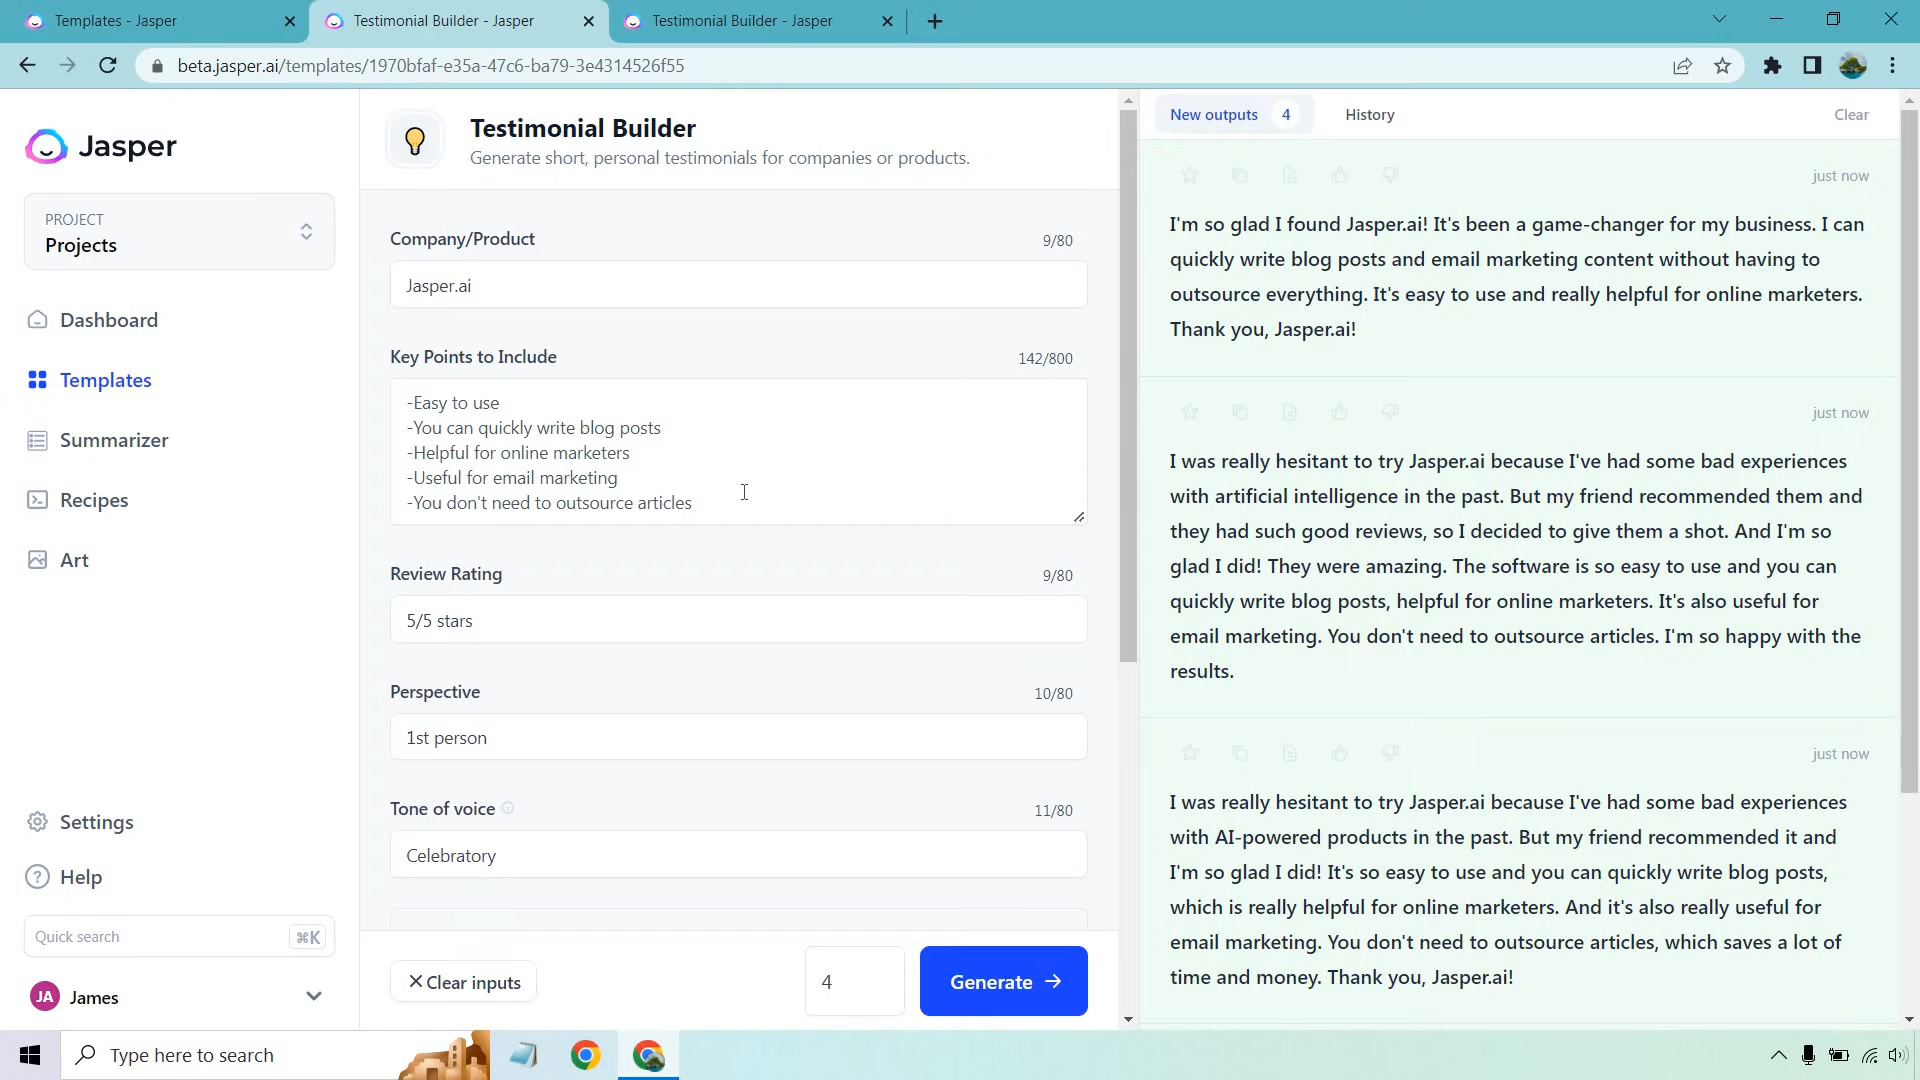 Templates - Jasper
Testimonial Builder - Jasper
Testimonial Builder - Jasper
beta.jasper.ai/templates/1970bfaf-e35a-47c6-ba79-3e4314526f55
Jasper
PROJECT
Projects
Dashboard
Templates
Summarizer
Recipes
Art
Settings
Help
Quick search
⌘K
JA
James
Testimonial Builder
Generate short, personal testimonials for companies or products.
Company/Product
9/80
Jasper.ai
Key Points to Include
142/800
-Easy to use
-You can quickly write blog posts
-Helpful for online marketers
-Useful for email marketing
-You don't need to outsource articles
Review Rating
9/80
5/5 stars
Perspective
10/80
1st person
Tone of voice
11/80
Celebratory
Clear inputs
4
Generate
New outputs 4
History
Clear
just now
I'm so glad I found Jasper.ai! It's been a game-changer for my business. I can
quickly write blog posts and email marketing content without having to
outsource everything. It's easy to use and really helpful for online marketers.
Thank you, Jasper.ai!
just now
I was really hesitant to try Jasper.ai because I've had some bad experiences
with artificial intelligence in the past. But my friend recommended them and
they had such good reviews, so I decided to give them a shot. And I'm so
glad I did! They were amazing. The software is so easy to use and you can
quickly write blog posts, helpful for online marketers. It's also useful for
email marketing. You don't need to outsource articles. I'm so happy with the
results.
just now
I was really hesitant to try Jasper.ai because I've had some bad experiences
with AI-powered products in the past. But my friend recommended it and
I'm so glad I did! It's so easy to use and you can quickly write blog posts,
which is really helpful for online marketers. And it's also really useful for
email marketing. You don't need to outsource articles, which saves a lot of
time and money. Thank you, Jasper.ai!
Type here to search